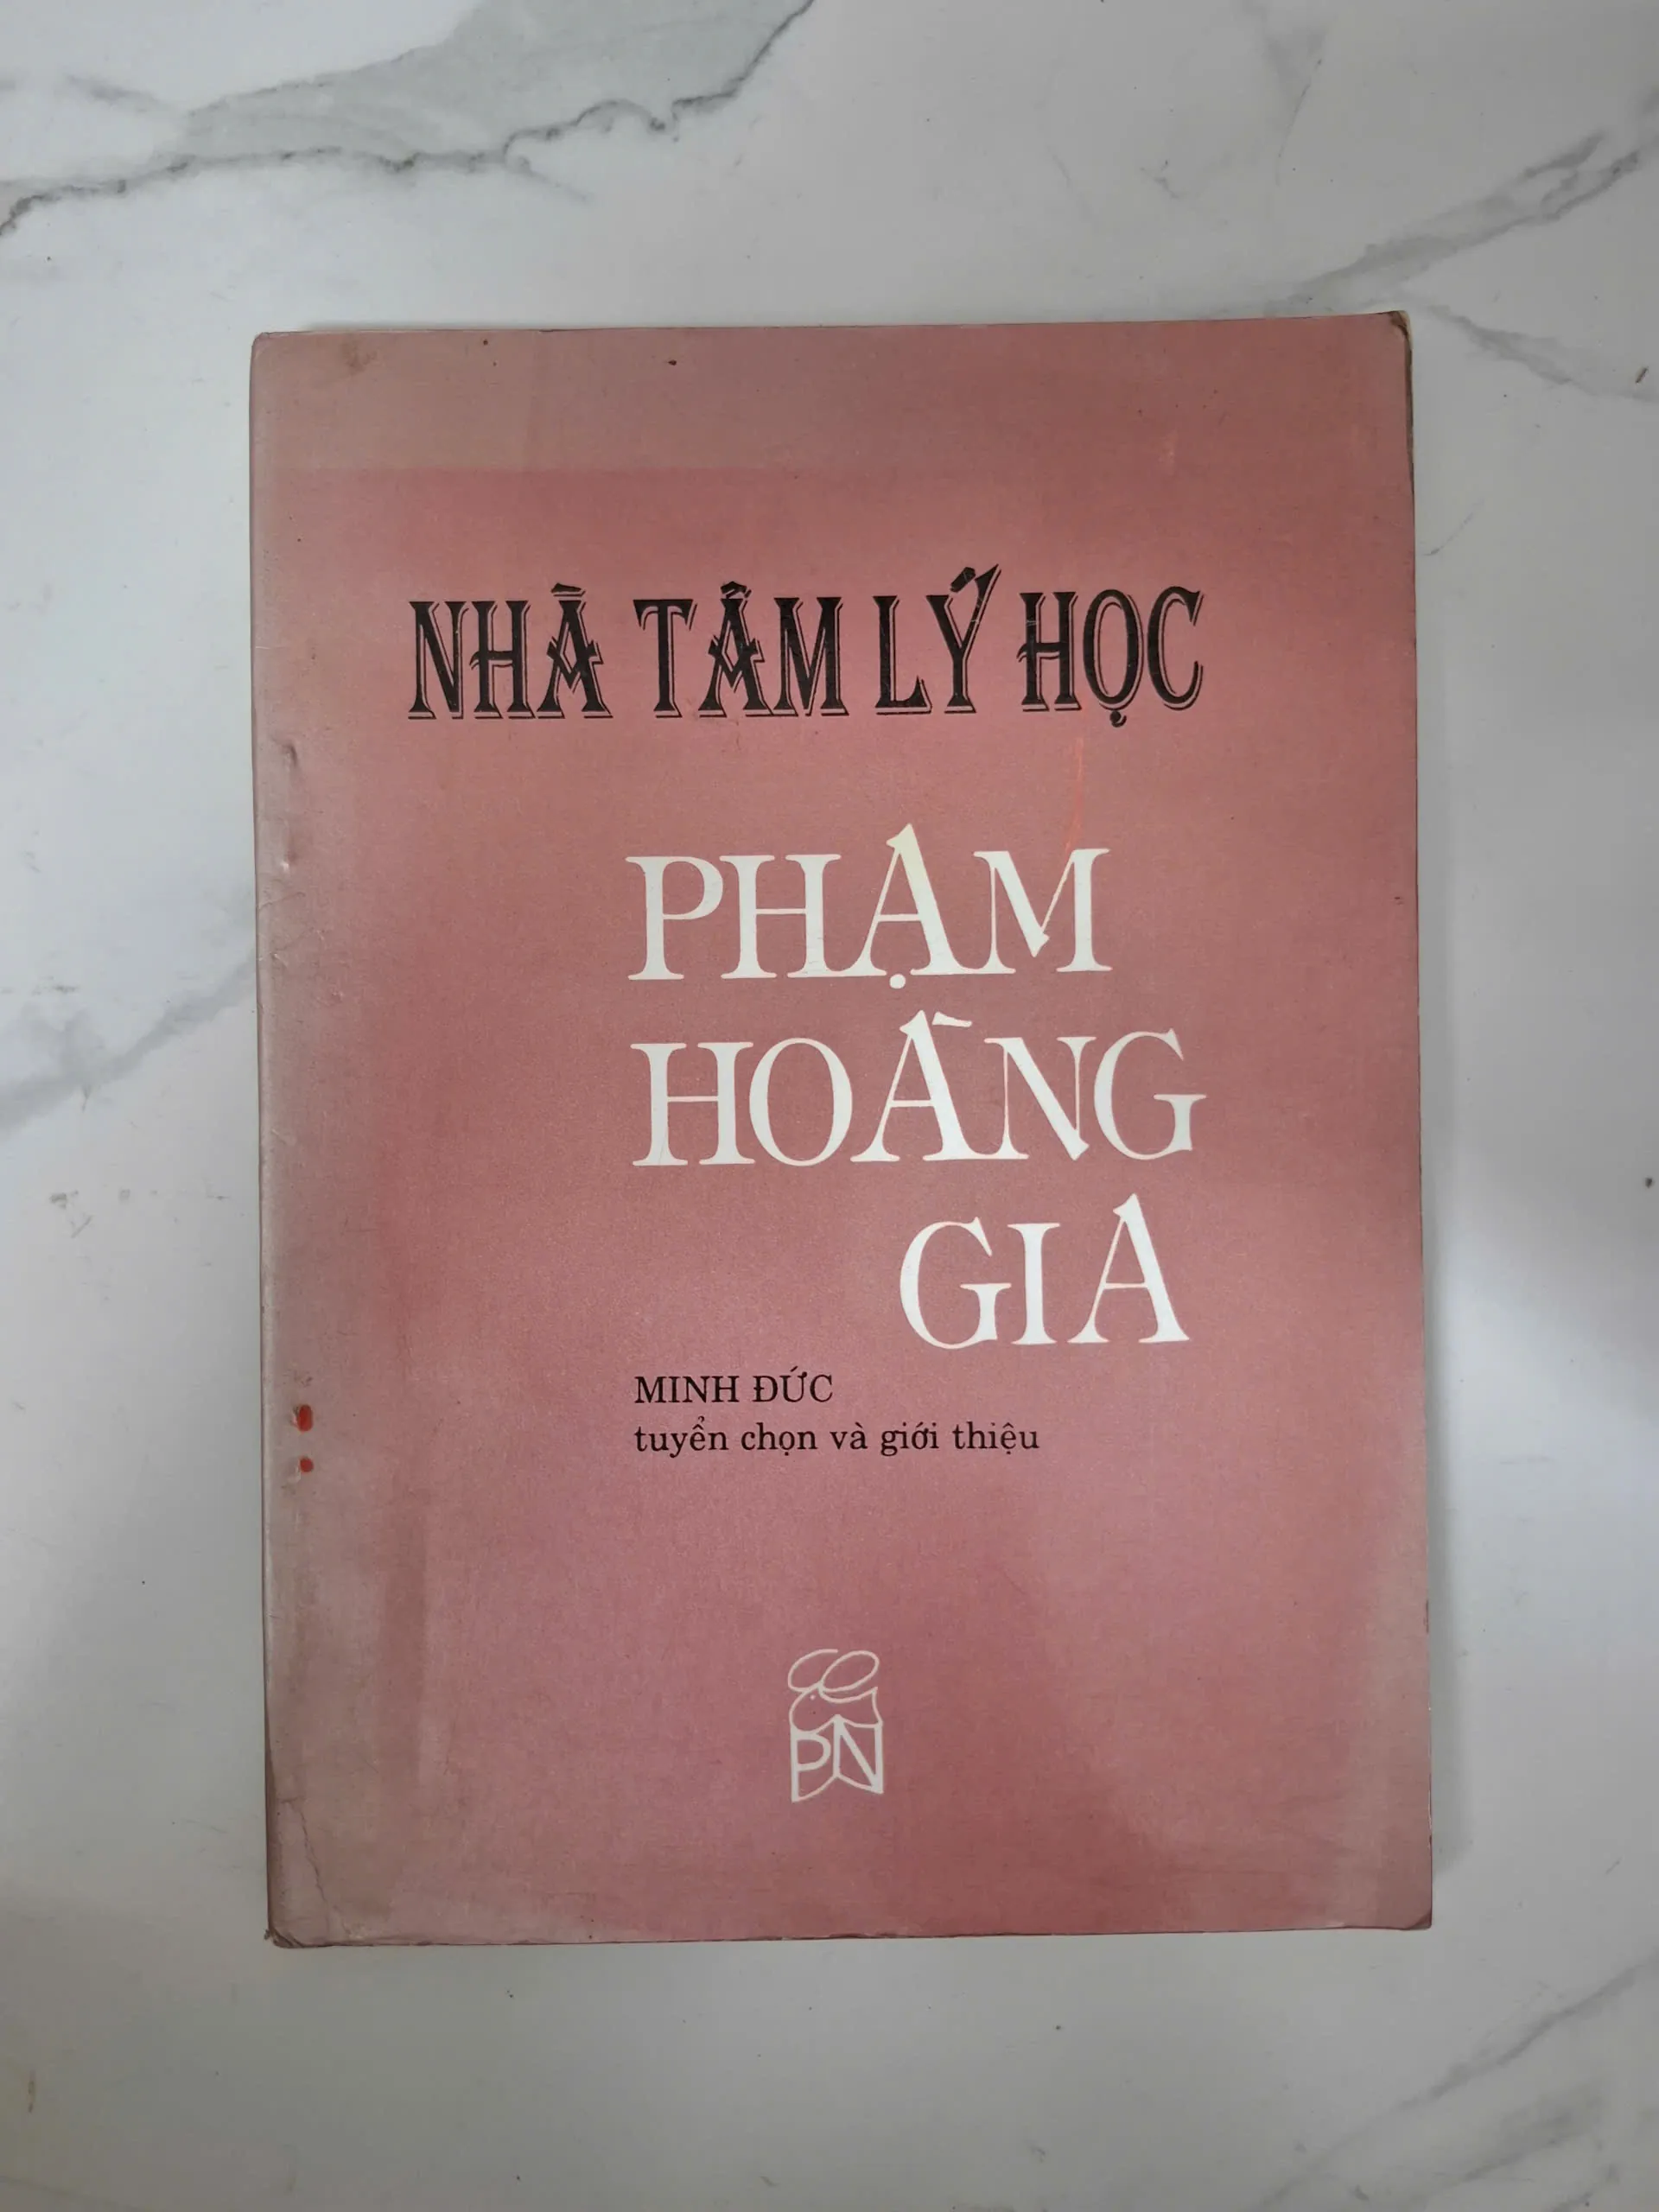 NHÀ TÂM LÝ HỌC
PHẠM
HOÀNG
GIA
MINH ĐỨC
tuyển chọn và giới thiệu
PN